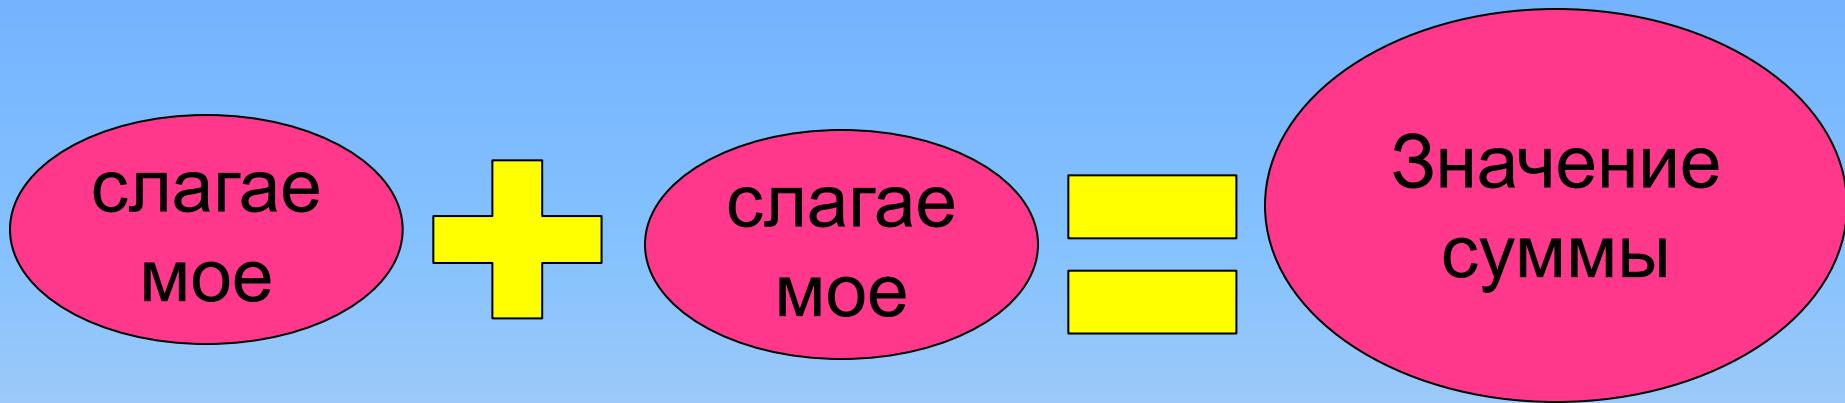 слагае
мое
слагае
мое
Значение
суммы